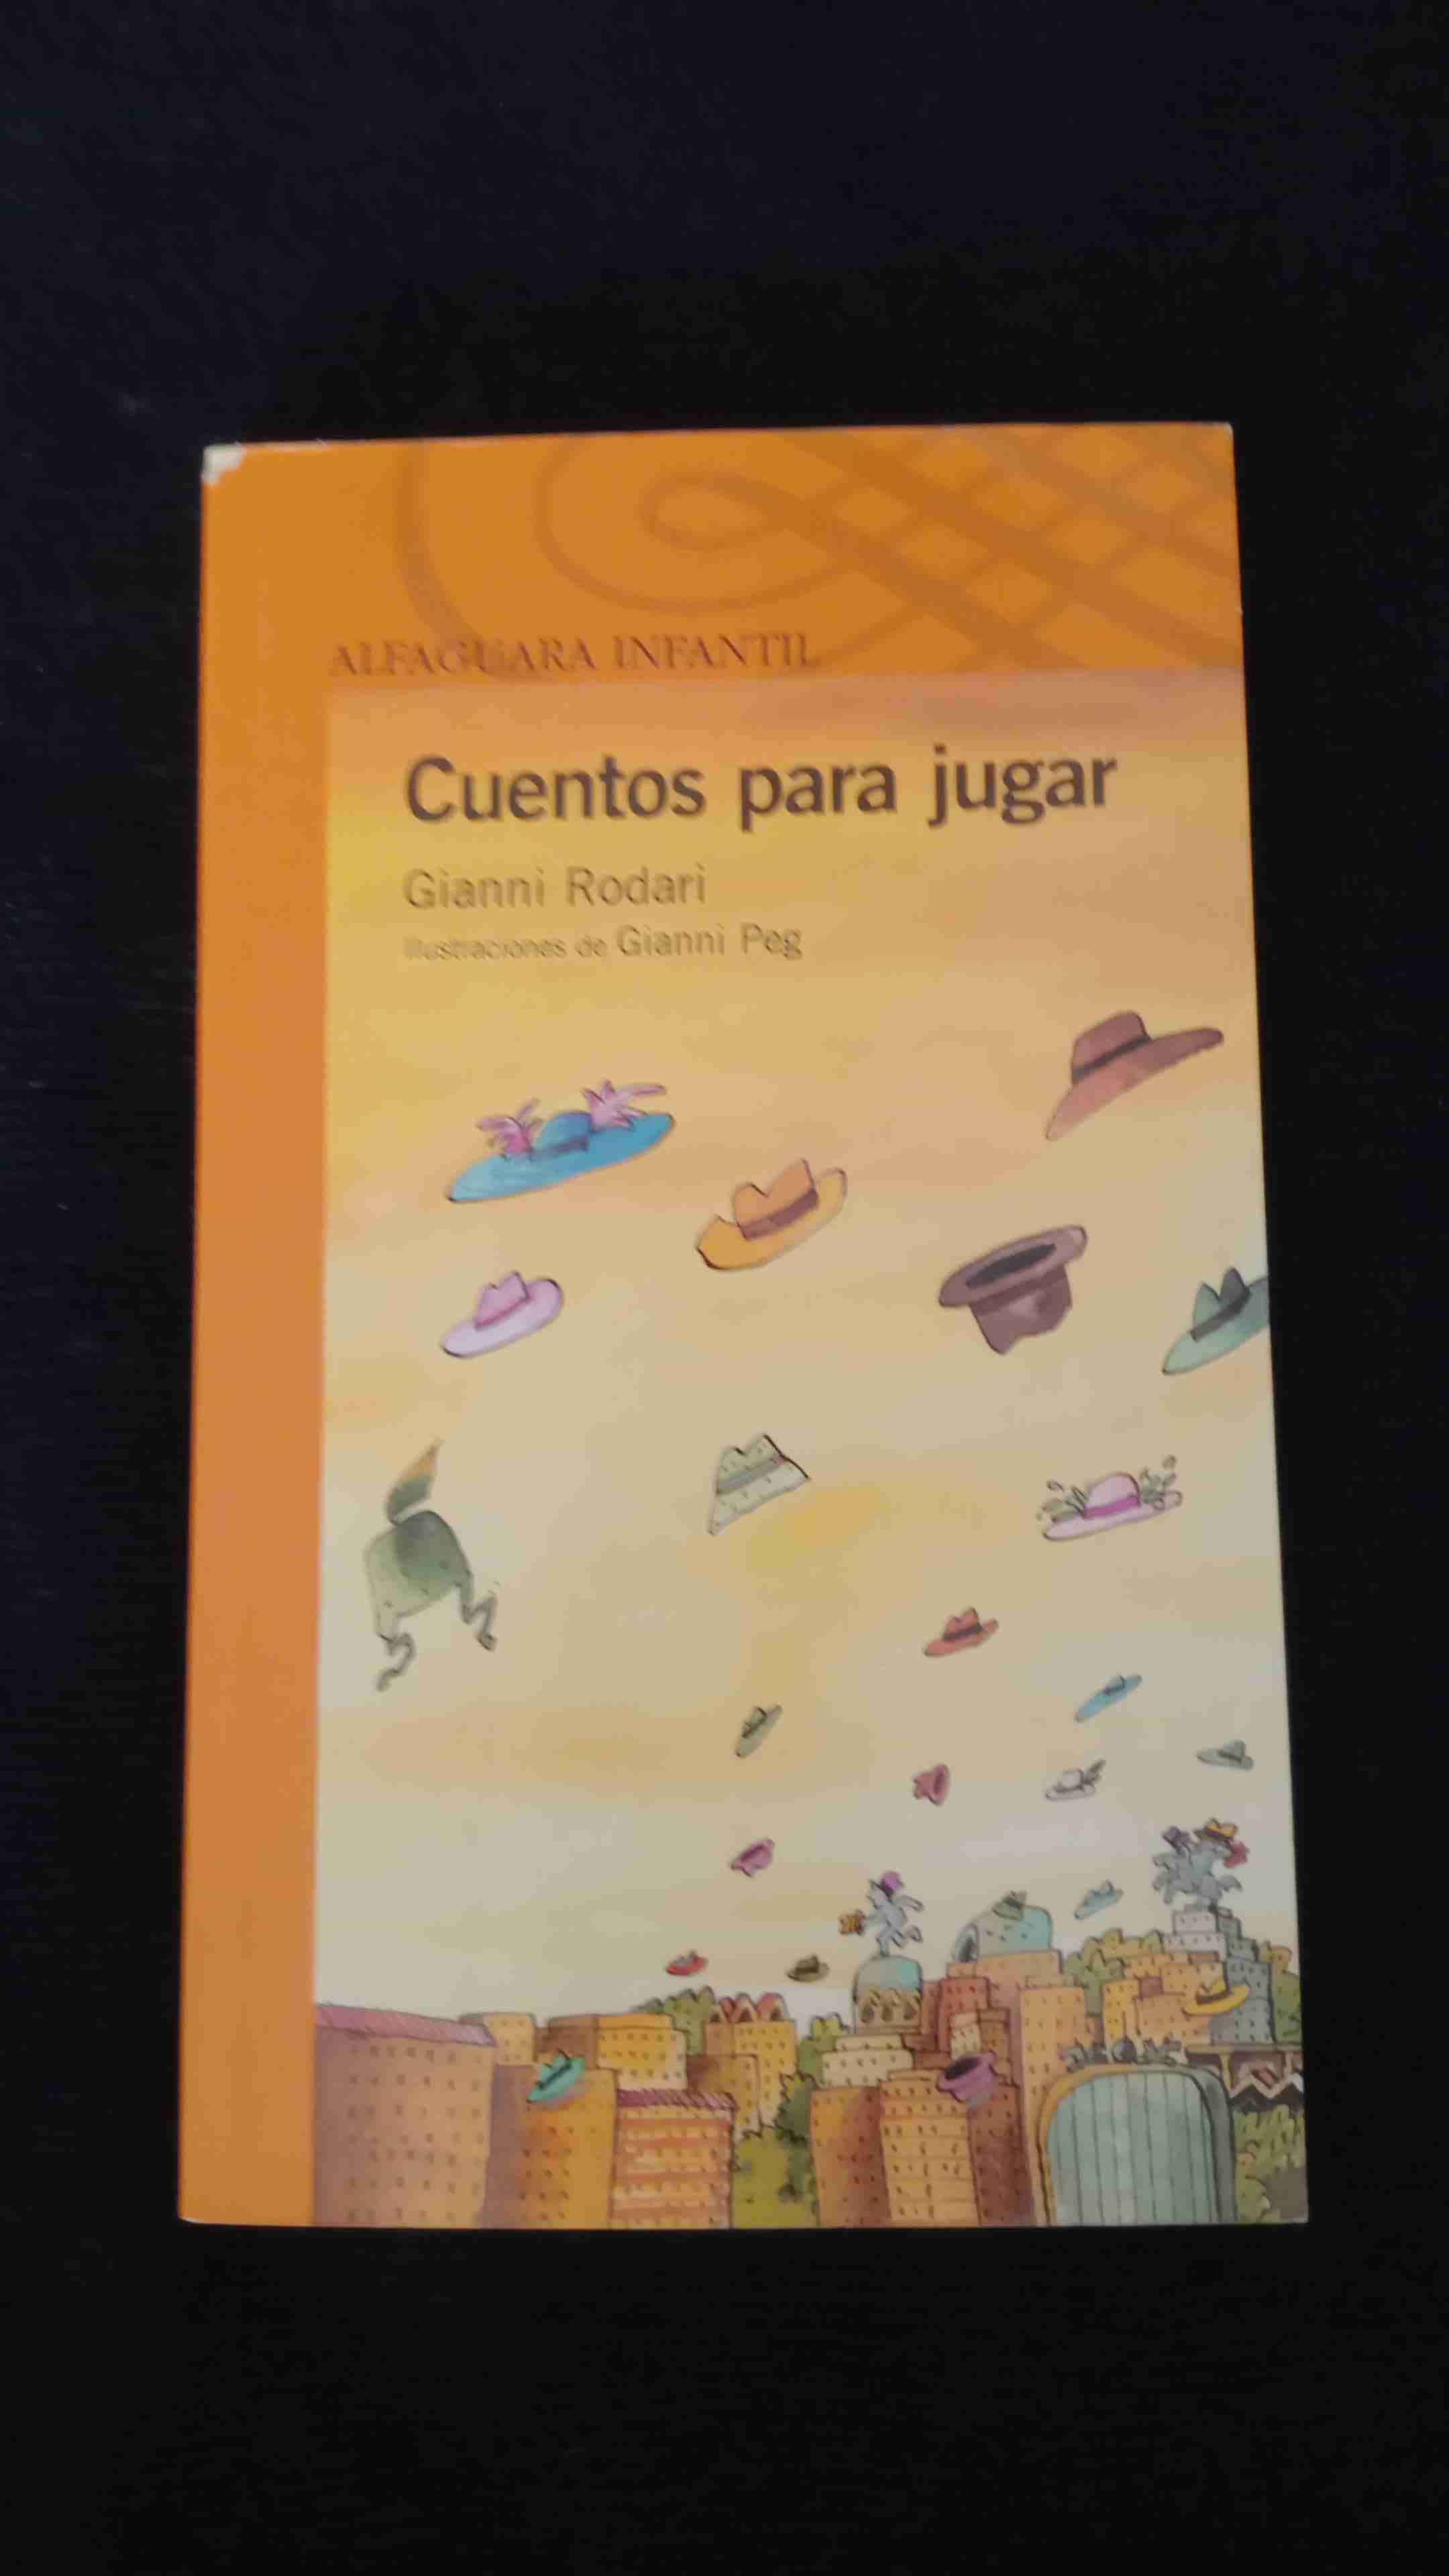 ALFAGUARA INFANTIL
Cuentos para jugar
Gianni Rodari
Ilustraciones de Gianni Peg